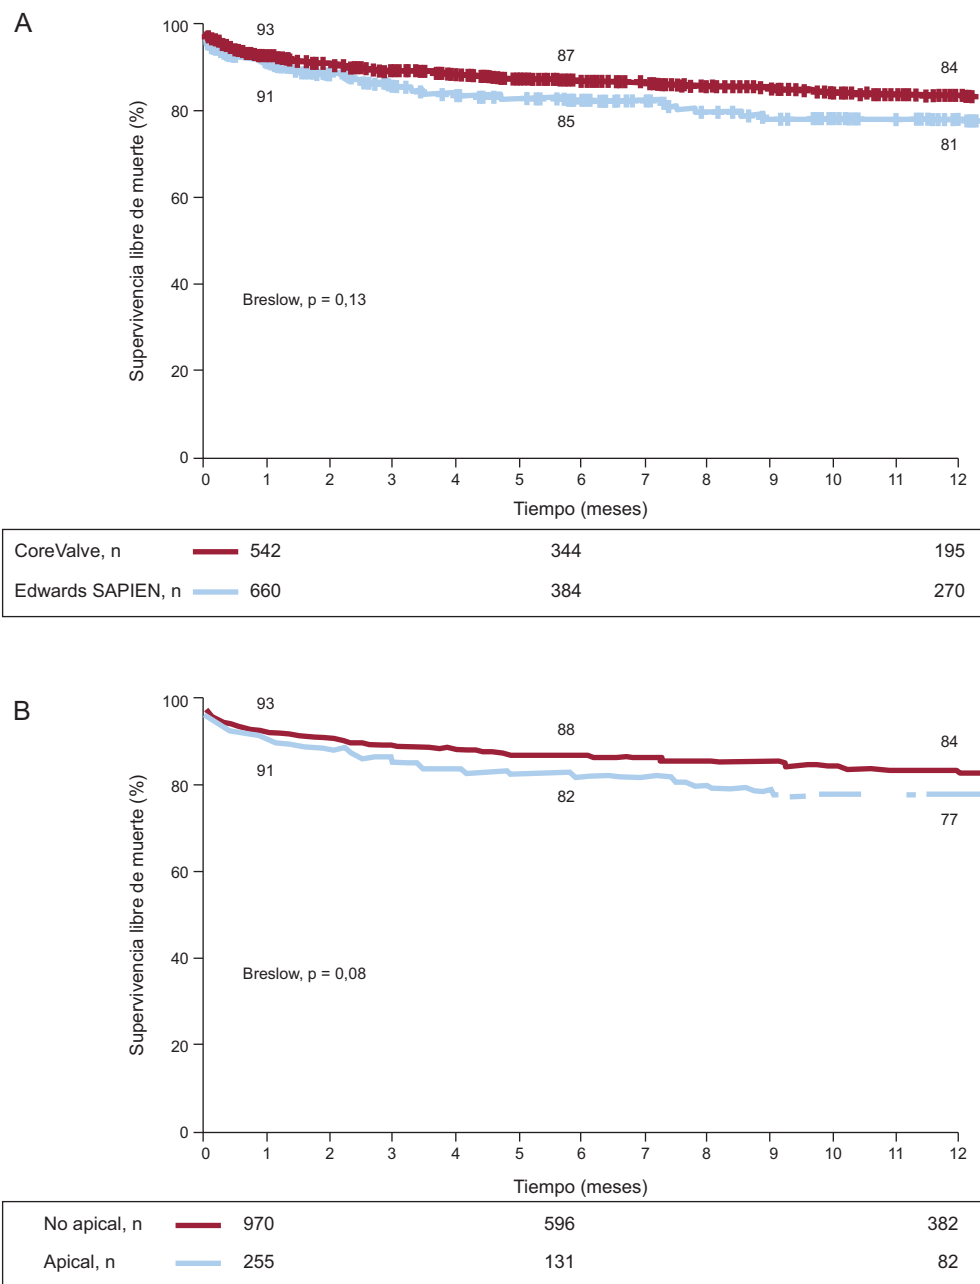 A
Supervivencia libre de muerte (%)
100
80
60
40
20
0
93
87
84
91
85
81
Breslow, p = 0,13
0 1 2 3 4 5 6 7 8 9 10 11 12
Tiempo (meses)
CoreValve, n 542 344 195
Edwards SAPIEN, n 660 384 270
B
Supervivencia libre de muerte (%)
100
80
60
40
20
0
93
88
84
91
82
77
Breslow, p = 0,08
0 1 2 3 4 5 6 7 8 9 10 11 12
Tiempo (meses)
No apical, n 970 596 382
Apical, n 255 131 82